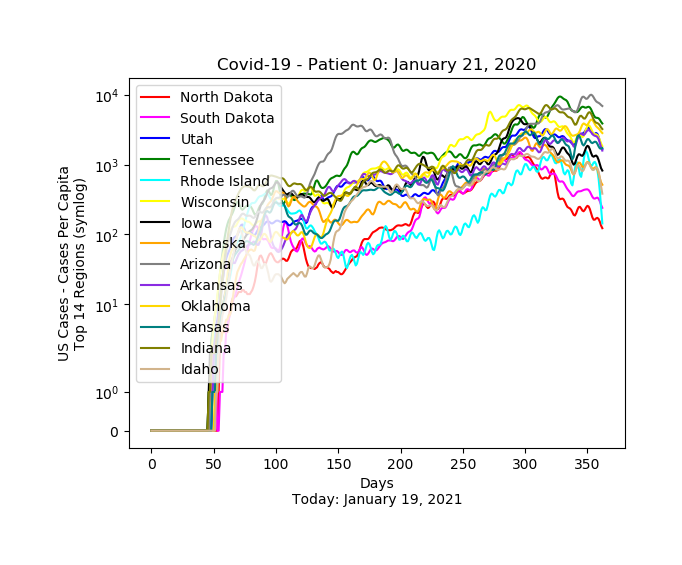 Covid-19 - Patient 0: January 21, 2020
US Cases - Cases Per Capita
Top 14 Regions (symlog)
10^4
10^3
10^2
10^1
10^0
0
North Dakota
South Dakota
Utah
Tennessee
Rhode Island
Wisconsin
Iowa
Nebraska
Arizona
Arkansas
Oklahoma
Kansas
Indiana
Idaho
0 50 100 150 200 250 300 350
Days
Today: January 19, 2021